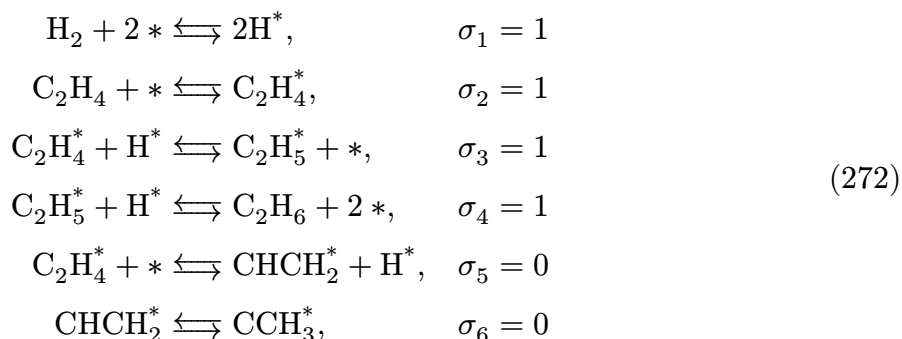 H₂ + 2 * ⇐⇒ 2H*, σ₁ = 1
C₂H₄ + * ⇐⇒ C₂H₄*, σ₂ = 1
C₂H₄* + H* ⇐⇒ C₂H₅* + *, σ₃ = 1
(272)
C₂H₅* + H* ⇐⇒ C₂H₆ + 2 *, σ₄ = 1
C₂H₄* + * ⇐⇒ CHCH₂* + H*, σ₅ = 0
CHCH₂* ⇐⇒ CCH₃*, σ₆ = 0